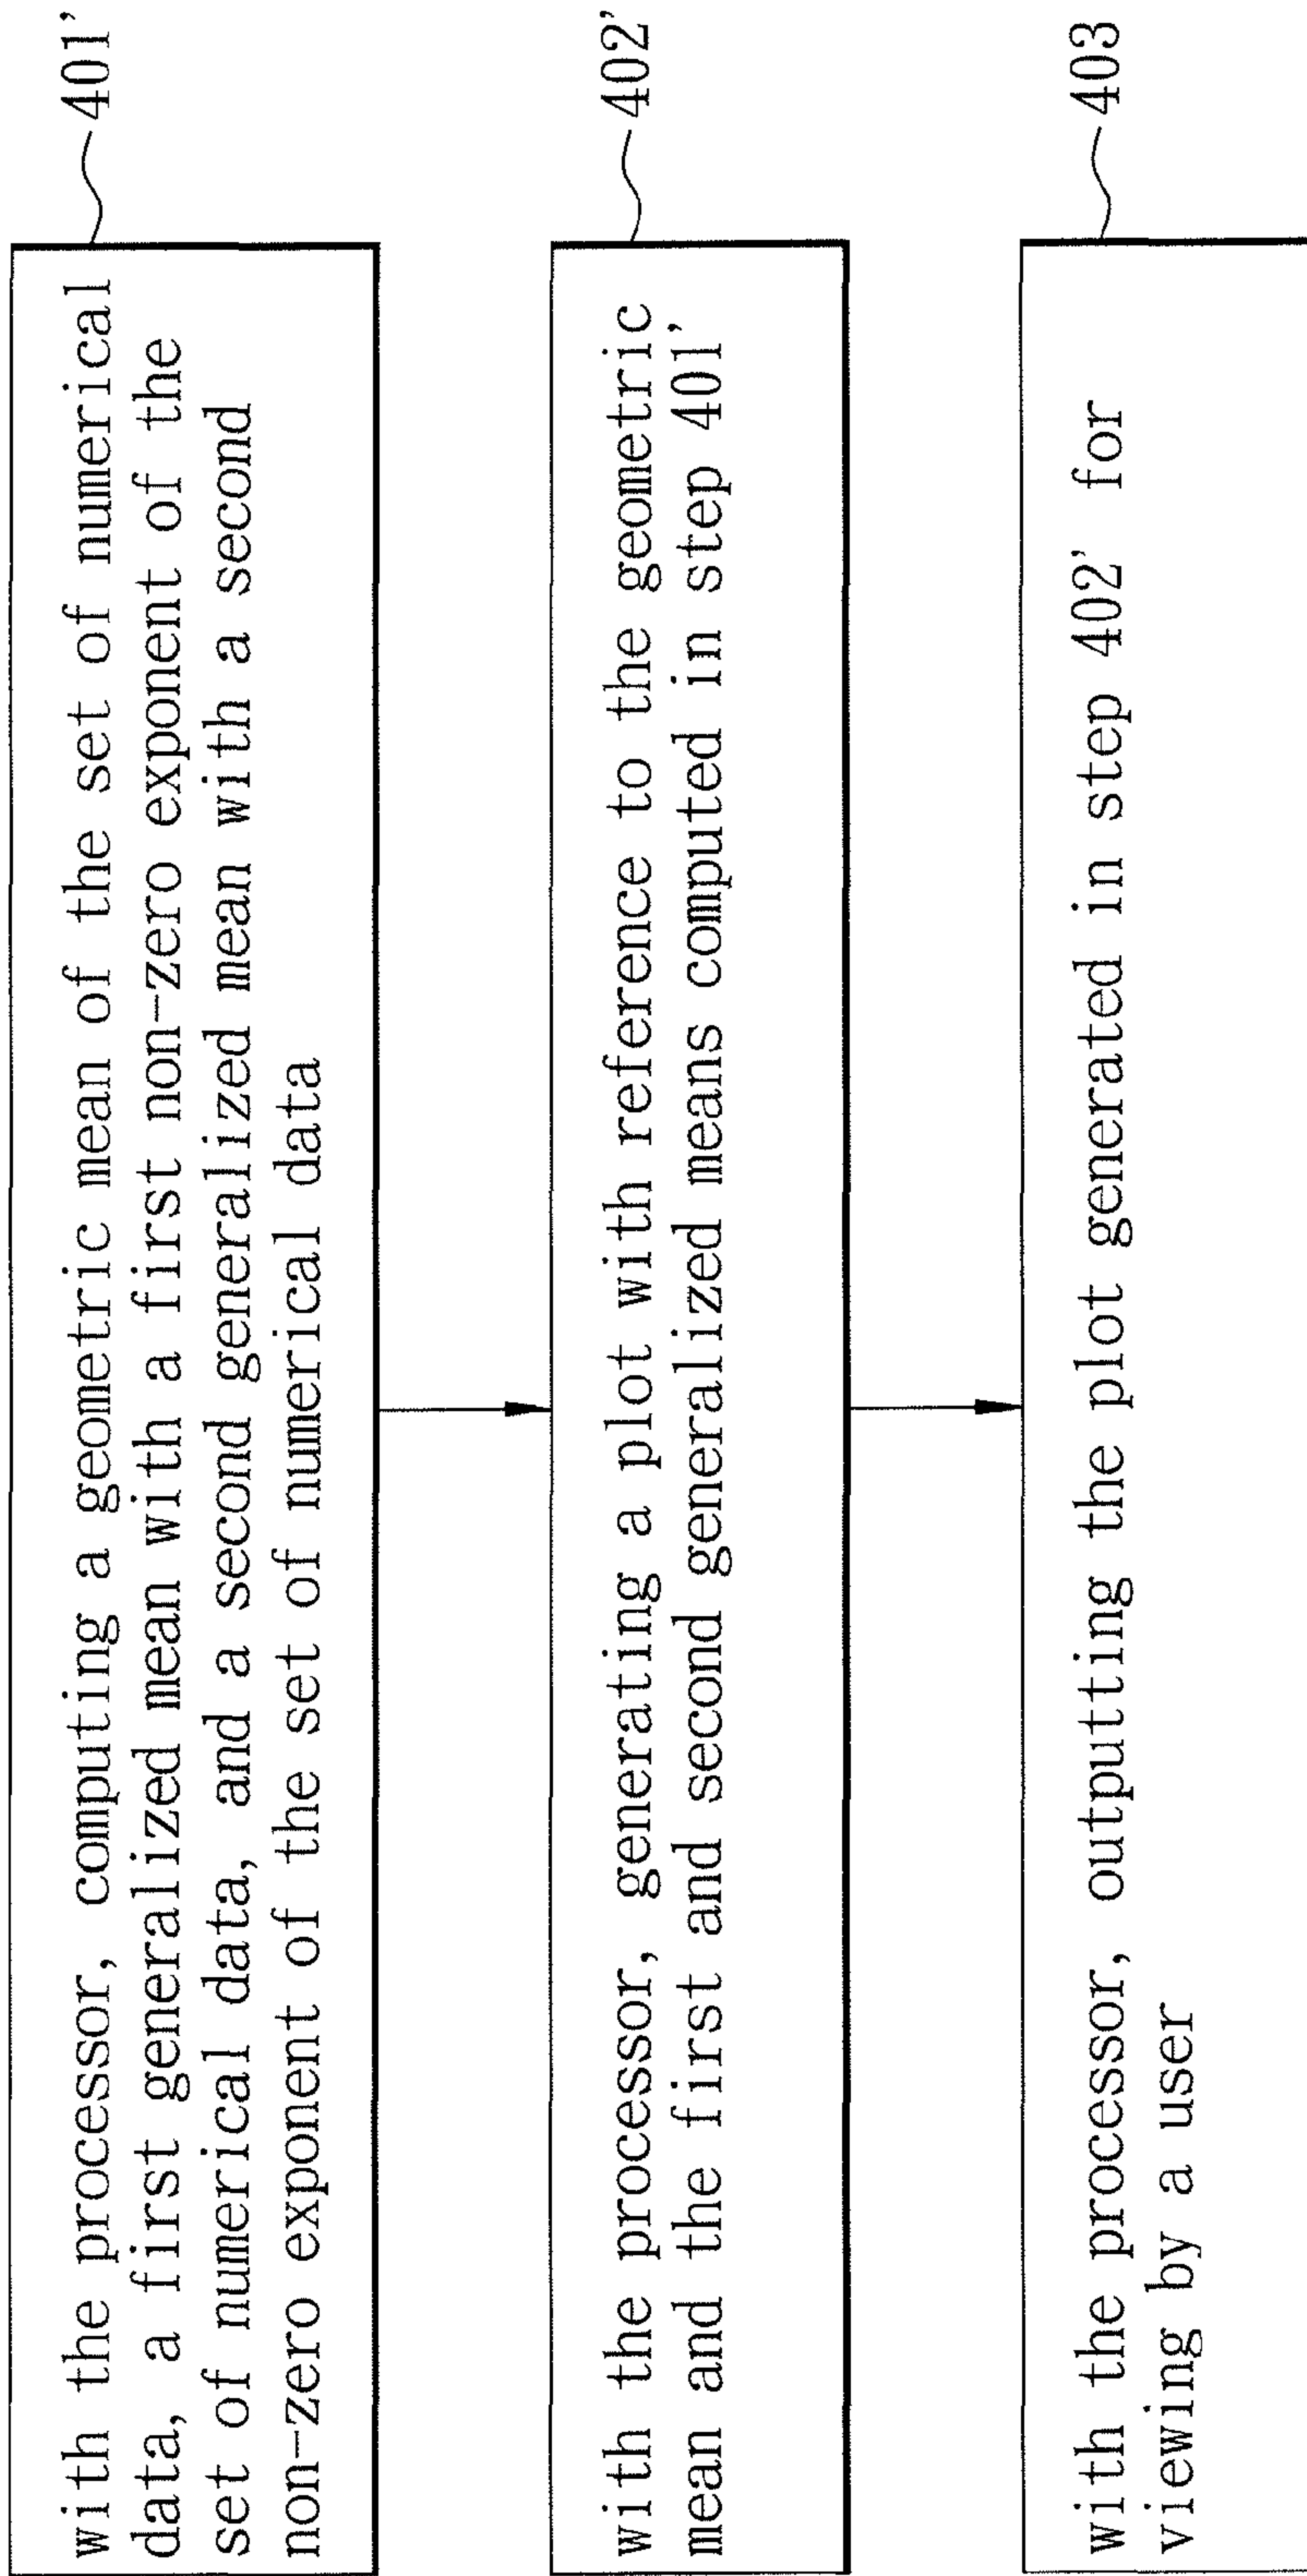 with the processor, computing a geometric mean of the set of numerical
data, a first generalized mean with a first non-zero exponent of the
set of numerical data, and a second generalized mean with a second
non-zero exponent of the set of numerical data
401'
with the processor, generating a plot with reference to the geometric
mean and the first and second generalized means computed in step 401'
402'
with the processor, outputting the plot generated in step 402' for
viewing by a user
403